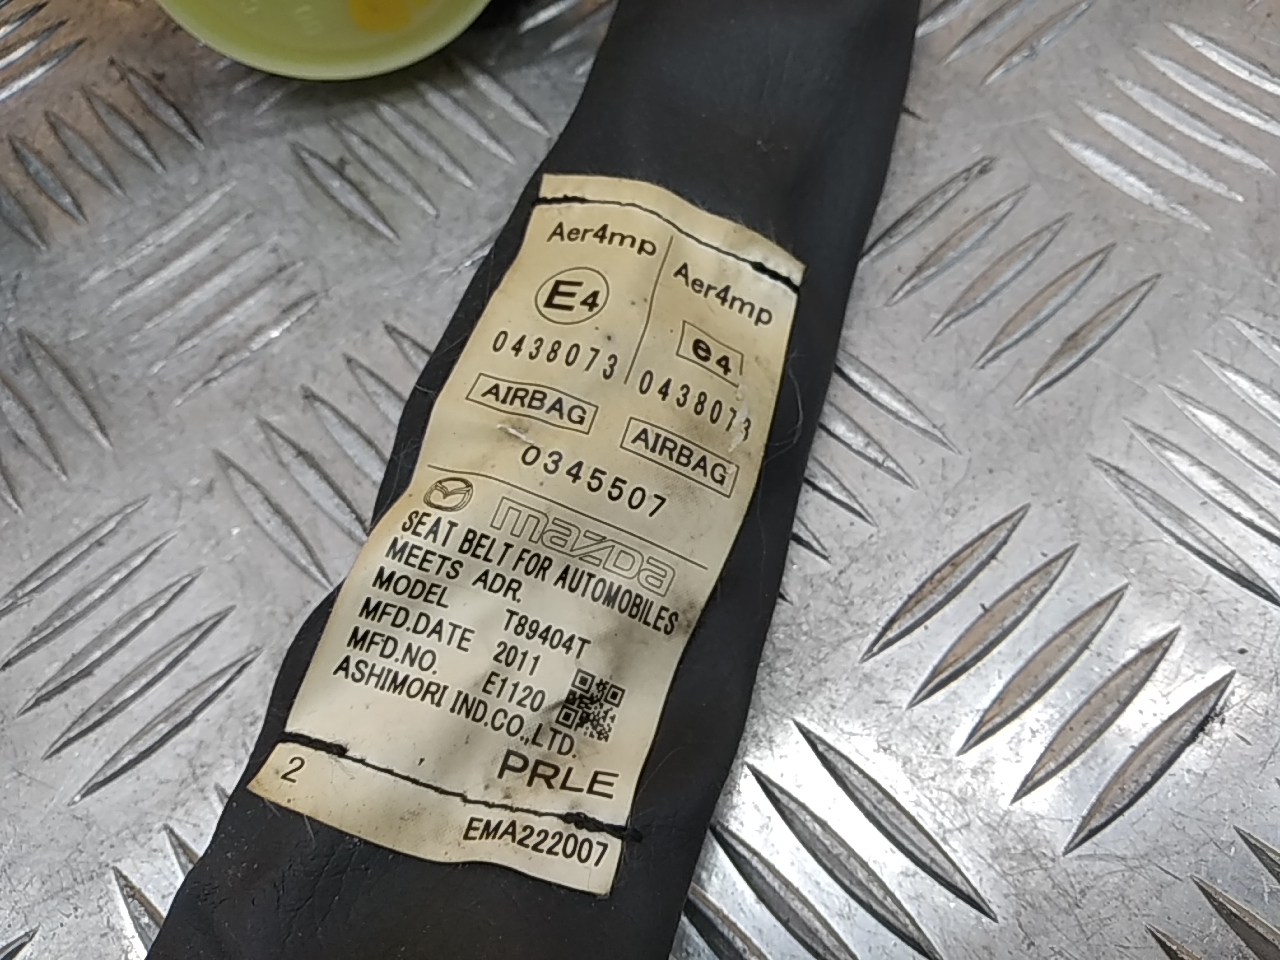 Aer4mp
E4
0438073
AIRBAG
Aer4mp
e4
0438073
AIRBAG
0345507
mazda
SEAT BELT FOR AUTOMOBILES
MEETS ADR.
MODEL T89404T
MFD.DATE 2011
MFD.NO. E1120
ASHIMORI IND.CO.,LTD.
PRLE
2
EMA222007